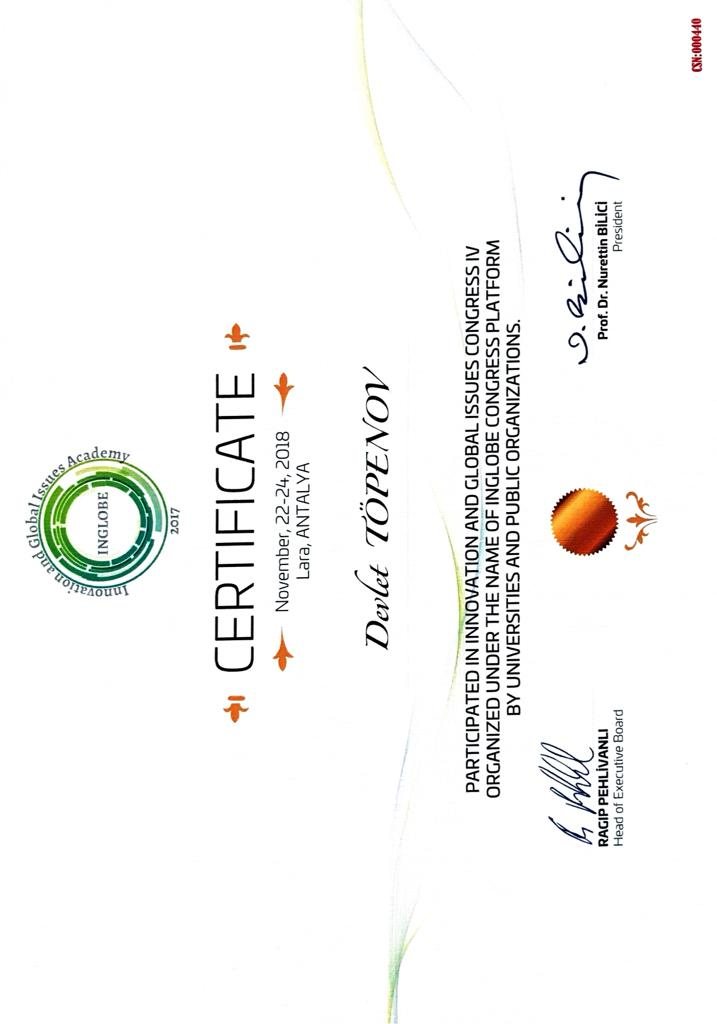 CSN:000440
Innovation and Global Issues Academy
INGLOBE
2017
CERTIFICATE
November, 22-24, 2018
Lara, ANTALYA
Devlet TÖPENOV
PARTICIPATED IN INNOVATION AND GLOBAL ISSUES CONGRESS IV
ORGANIZED UNDER THE NAME OF INGLOBE CONGRESS PLATFORM
BY UNIVERSITIES AND PUBLIC ORGANIZATIONS.
RAGIP PEHLİVANLI
Head of Executive Board
Prof. Dr. Nurettin BİLİCİ
President